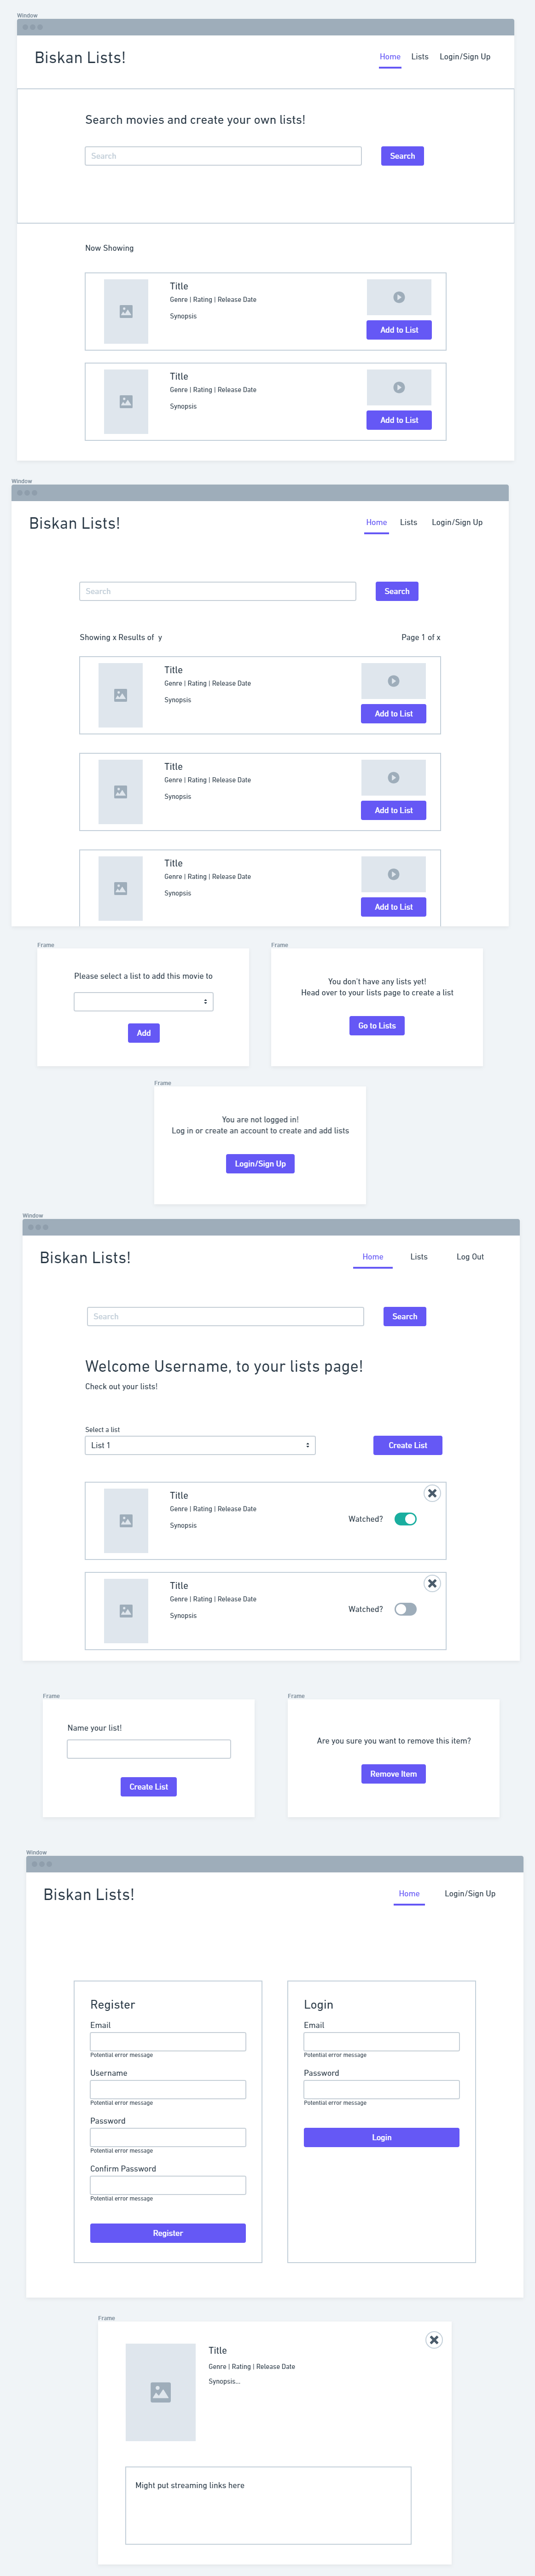 Window
Biskan Lists!
Home Lists Login/Sign Up
Search movies and create your own lists!
Search Search
Now Showing
Title
Genre | Rating | Release Date
Synopsis
Add to List
Title
Genre | Rating | Release Date
Synopsis
Add to List
Window
Biskan Lists!
Home Lists Login/Sign Up
Search Search
Showing x Results of y Page 1 of x
Title
Genre | Rating | Release Date
Synopsis
Add to List
Title
Genre | Rating | Release Date
Synopsis
Add to List
Title
Genre | Rating | Release Date
Synopsis
Add to List
Frame
Please select a list to add this movie to
Add
Frame
You don't have any lists yet!
Head over to your lists page to create a list
Go to Lists
Frame
You are not logged in!
Log in or create an account to create and add lists
Login/Sign Up
Window
Biskan Lists!
Home Lists Log Out
Search Search
Welcome Username, to your lists page!
Check out your lists!
Select a list
List 1 Create List
Title
Genre | Rating | Release Date
Synopsis
Watched?
Title
Genre | Rating | Release Date
Synopsis
Watched?
Frame
Name your list!
Create List
Frame
Are you sure you want to remove this item?
Remove Item
Window
Biskan Lists!
Home Login/Sign Up
Register
Email
Potential error message
Username
Potential error message
Password
Potential error message
Confirm Password
Potential error message
Register
Login
Email
Potential error message
Password
Potential error message
Login
Frame
Title
Genre | Rating | Release Date
Synopsis...
Might put streaming links here